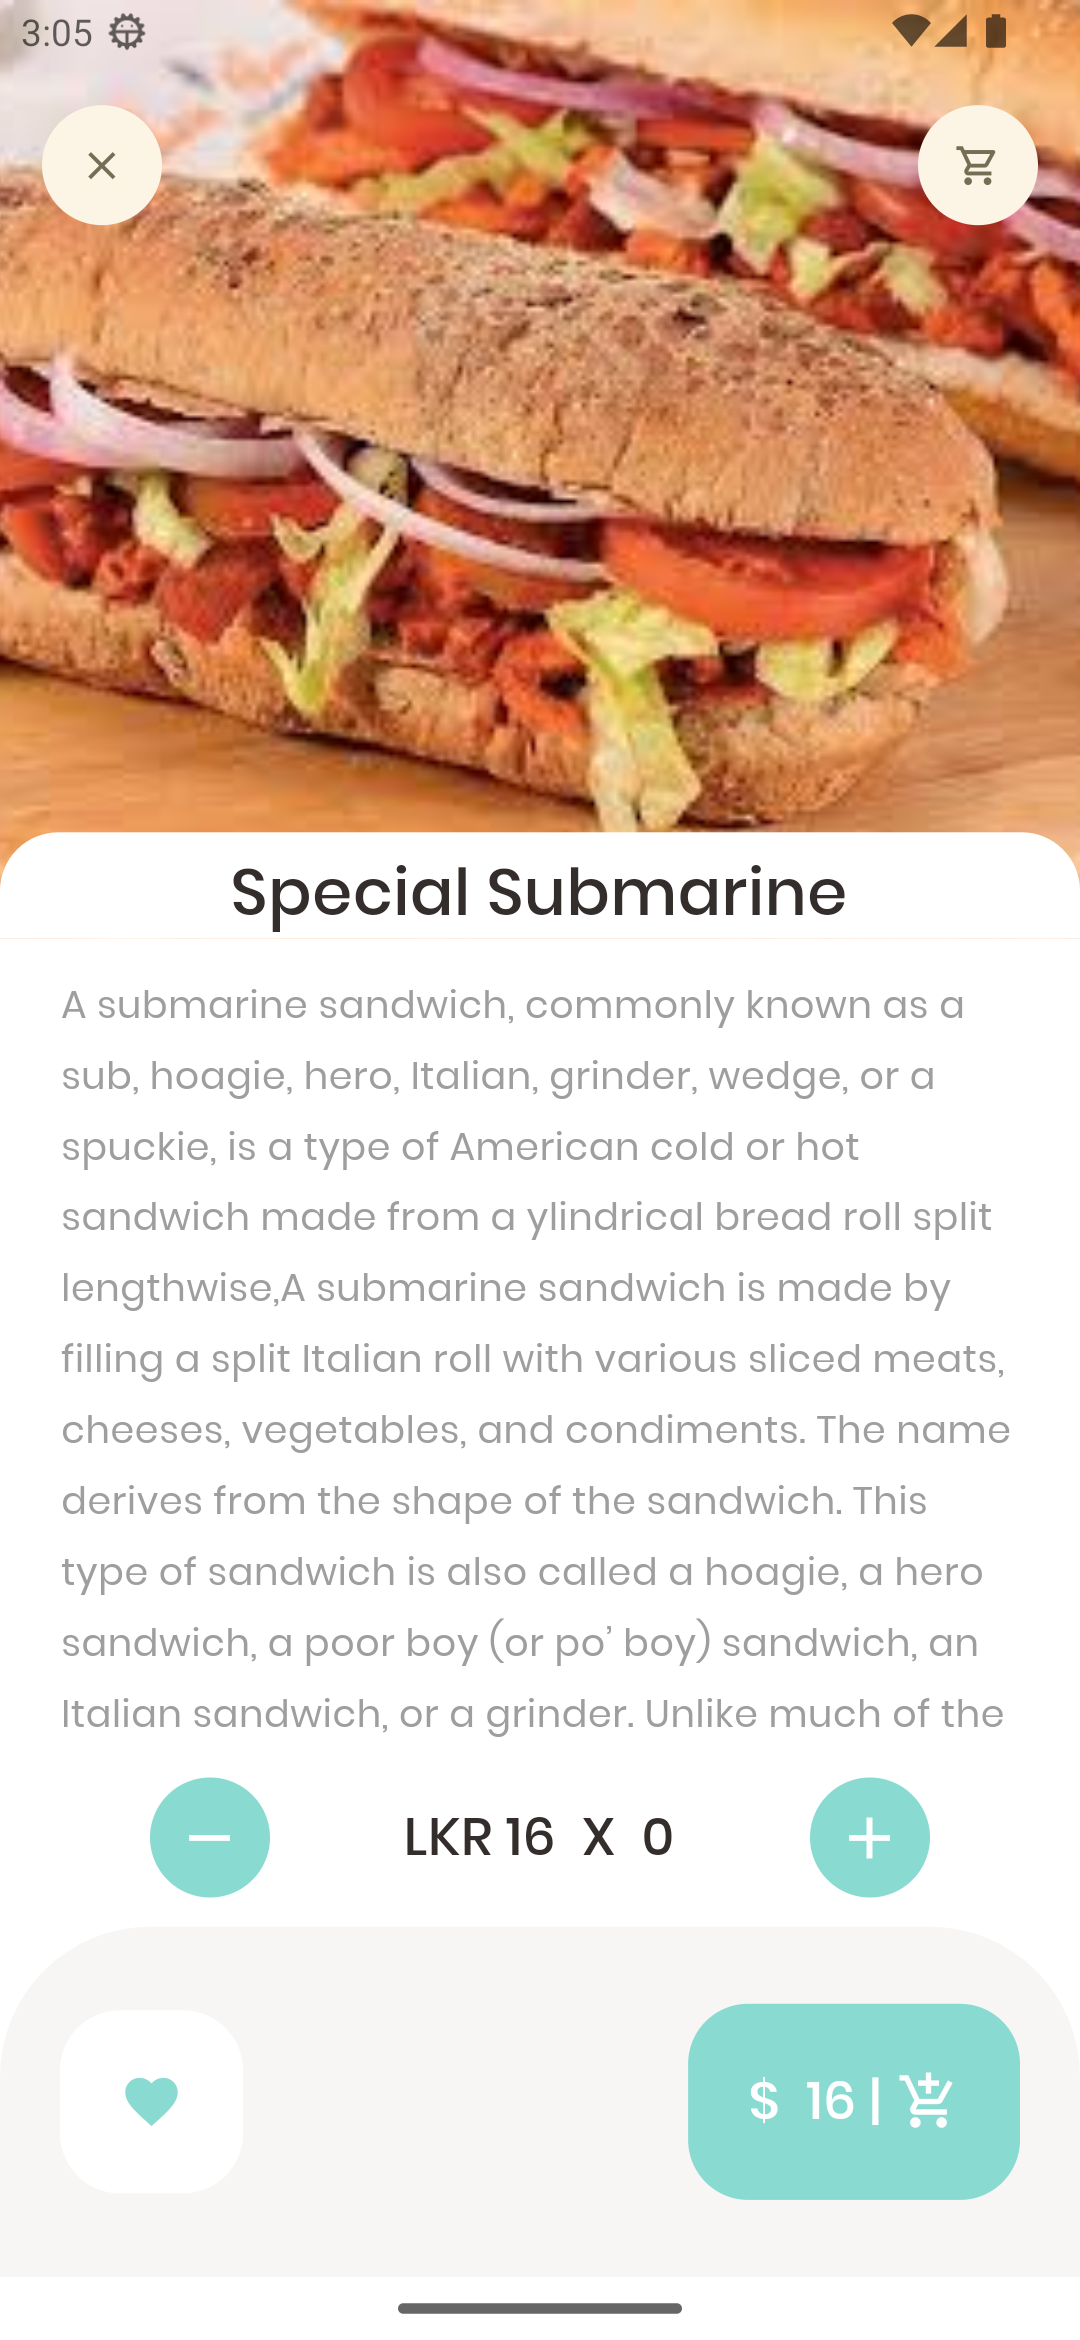 3:05
Special Submarine
A submarine sandwich, commonly known as a
sub, hoagie, hero, Italian, grinder, wedge, or a
spuckie, is a type of American cold or hot
sandwich made from a ylindrical bread roll split
lengthwise,A submarine sandwich is made by
filling a split Italian roll with various sliced meats,
cheeses, vegetables, and condiments. The name
derives from the shape of the sandwich. This
type of sandwich is also called a hoagie, a hero
sandwich, a poor boy (or po’ boy) sandwich, an
Italian sandwich, or a grinder. Unlike much of the
LKR 16 X 0
$ 16 |